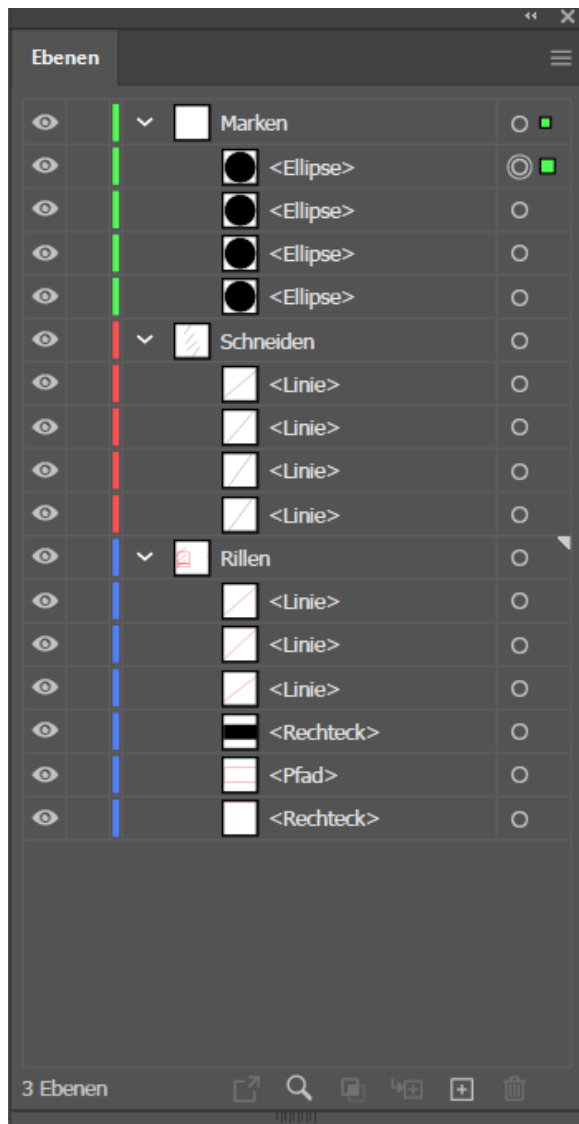 Ebenen
Marken
<Ellipse>
<Ellipse>
<Ellipse>
<Ellipse>
Schneiden
<Linie>
<Linie>
<Linie>
<Linie>
Rillen
<Linie>
<Linie>
<Linie>
<Rechteck>
<Pfad>
<Rechteck>
3 Ebenen